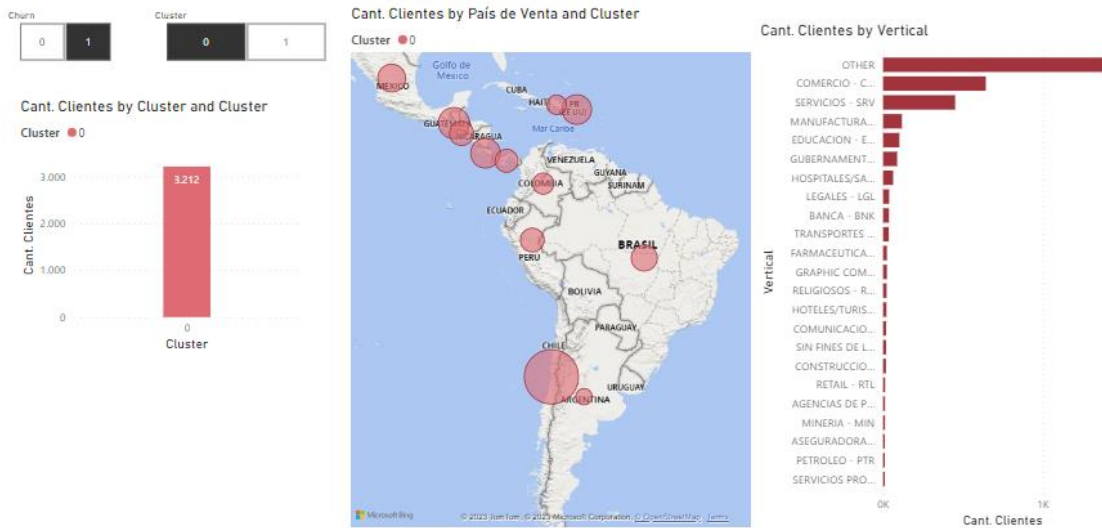 Churn
0 1
Cluster
0 1
Cant. Clientes by Cluster and Cluster
Cluster 0
3.000
2.000
1.000
0
3.212
Cant. Clientes
0
Cluster
Cant. Clientes by País de Venta and Cluster
Cluster 0
Golfo de
Mexico
MEXICO
CUBA
HAITI
PR
(EE.UU.)
GUATEMALA
NICARAGUA
Mar Caribe
VENEZUELA
GUYANA
SURINAM
COLOMBIA
ECUADOR
PERU
BRASIL
BOLIVIA
PARAGUAY
CHILE
URUGUAY
ARGENTINA
Microsoft Bing
© 2023 TomTom, © 2023 Microsoft Corporation, © OpenStreetMap Terms
Cant. Clientes by Vertical
Vertical
OTHER
COMERCIO - C...
SERVICIOS - SRV
MANUFACTURA...
EDUCACION - E...
GUBERNAMENT...
HOSPITALES/SA...
LEGALES - LGL
BANCA - BNK
TRANSPORTES ...
FARMACEUTICA...
GRAPHIC COM...
RELIGIOSOS - R...
HOTELES/TURIS...
COMUNICACIO...
SIN FINES DE L...
CONSTRUCCIO...
RETAIL - RTL
AGENCIAS DE P...
MINERIA - MIN
ASEGURADORA...
PETROLEO - PTR
SERVICIOS PRO...
0K 1K
Cant. Clientes